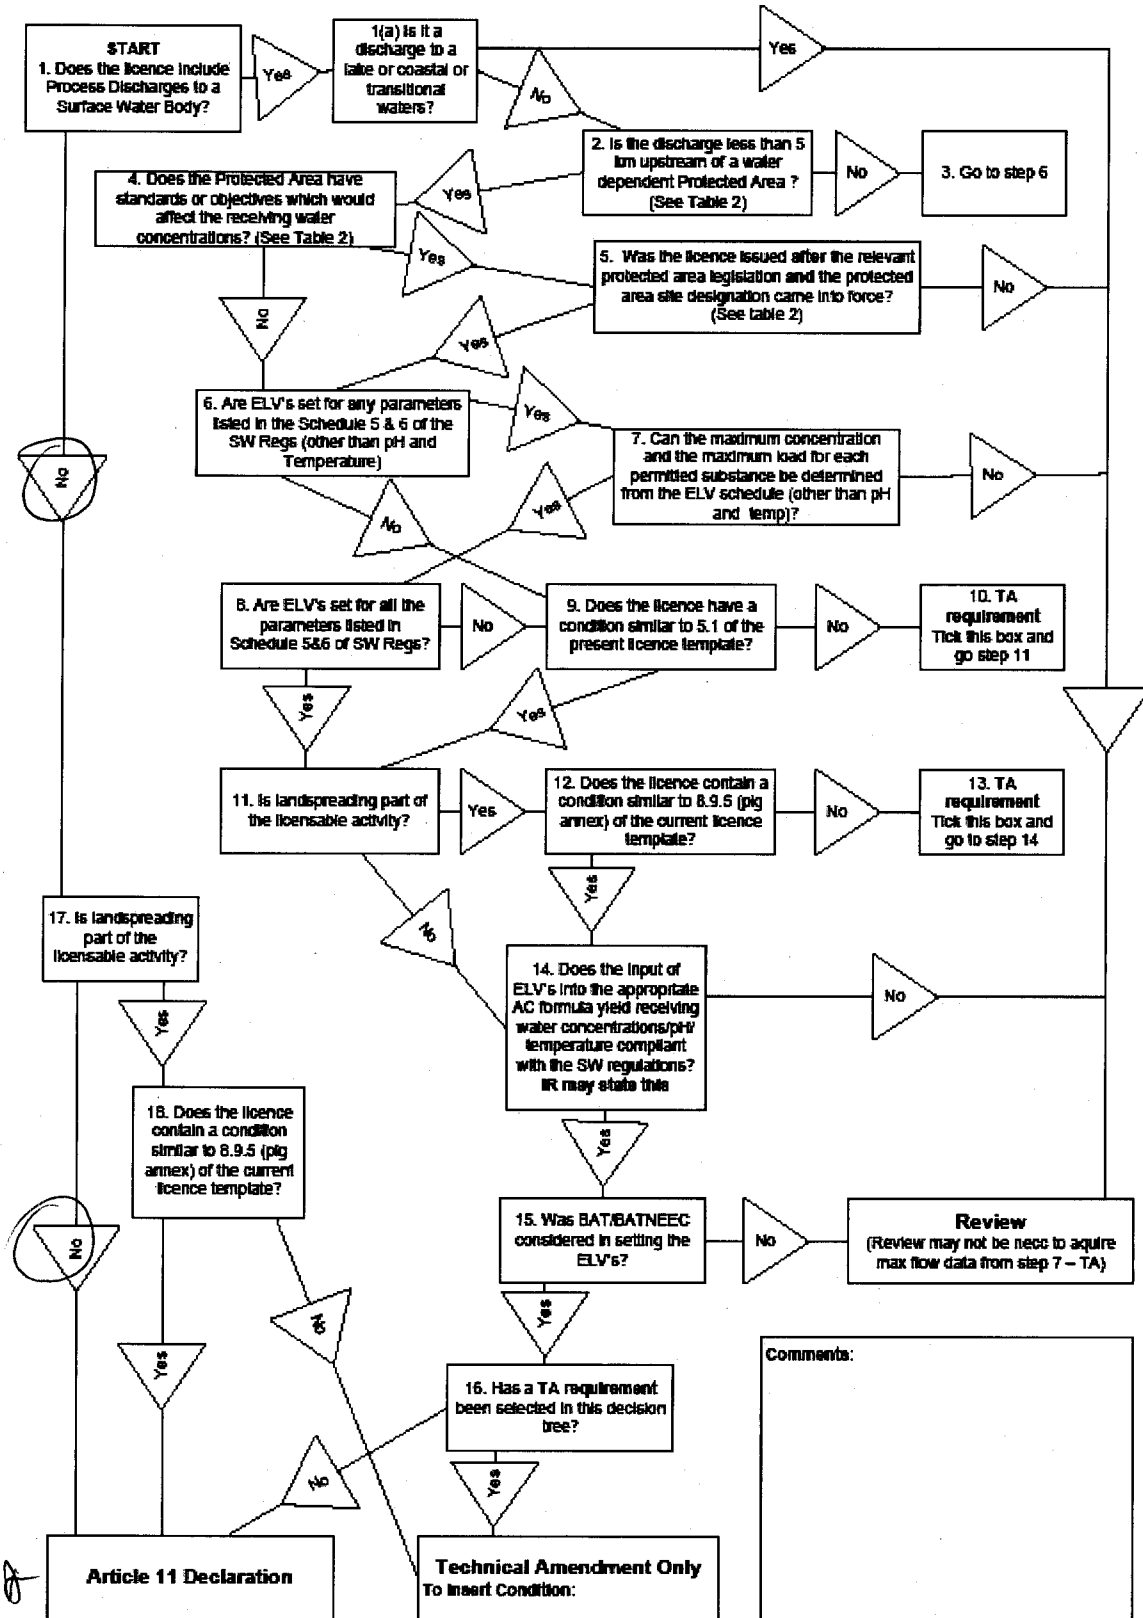 START
1. Does the licence include
Process Discharges to a
Surface Water Body?
Yes
1(a) Is it a
discharge to a
lake or coastal or
transitional
waters?
Yes
No
2. Is the discharge less than 5
km upstream of a water
dependent Protected Area ?
(See Table 2)
No
3. Go to step 6
Yes
4. Does the Protected Area have
standards or objectives which would
affect the receiving water
concentrations? (See Table 2)
Yes
No
5. Was the licence issued after the relevant
protected area legislation and the protected
area site designation came into force?
(See table 2)
No
Yes
6. Are ELV's set for any parameters
listed in the Schedule 5 & 6 of the
SW Regs (other than pH and
Temperature)
Yes
No
7. Can the maximum concentration
and the maximum load for each
permitted substance be determined
from the ELV schedule (other than pH
and temp)?
No
Yes
No
8. Are ELV's set for all the
parameters listed in
Schedule 5&6 of SW Regs?
No
9. Does the licence have a
condition similar to 5.1 of the
present licence template?
No
10. TA
requirement
Tick this box and
go step 11
Yes
Yes
11. Is landspreading part of
the licensable activity?
Yes
12. Does the licence contain a
condition similar to 8.9.5 (pig
annex) of the current licence
template?
No
13. TA
requirement
Tick this box and
go to step 14
No
Yes
14. Does the input of
ELV's into the appropitate
AC formula yield receiving
water concentrations/pH/
temperature compliant
with the SW regulations?
IR may state this
No
17. Is landspreading
part of the
licensable activity?
Yes
No
18. Does the licence
contain a condition
similar to 8.9.5 (pig
annex) of the current
licence template?
Yes
No
Yes
15. Was BAT/BATNEEC
considered in setting the
ELV's?
No
Review
(Review may not be necc to aquire
max flow data from step 7 – TA)
Yes
16. Has a TA requirement
been selected in this decision
tree?
No
Yes
Comments:
Article 11 Declaration
Technical Amendment Only
To Insert Condition: